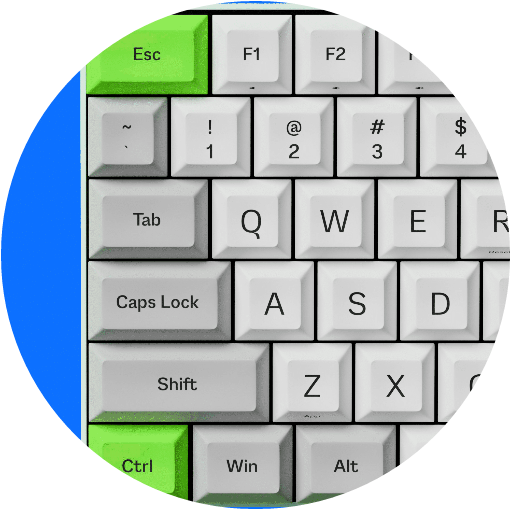 Esc F1 F2
~ ! @ # $
` 1 2 3 4
Tab Q W E R
Caps Lock A S D
Shift Z X
Ctrl Win Alt